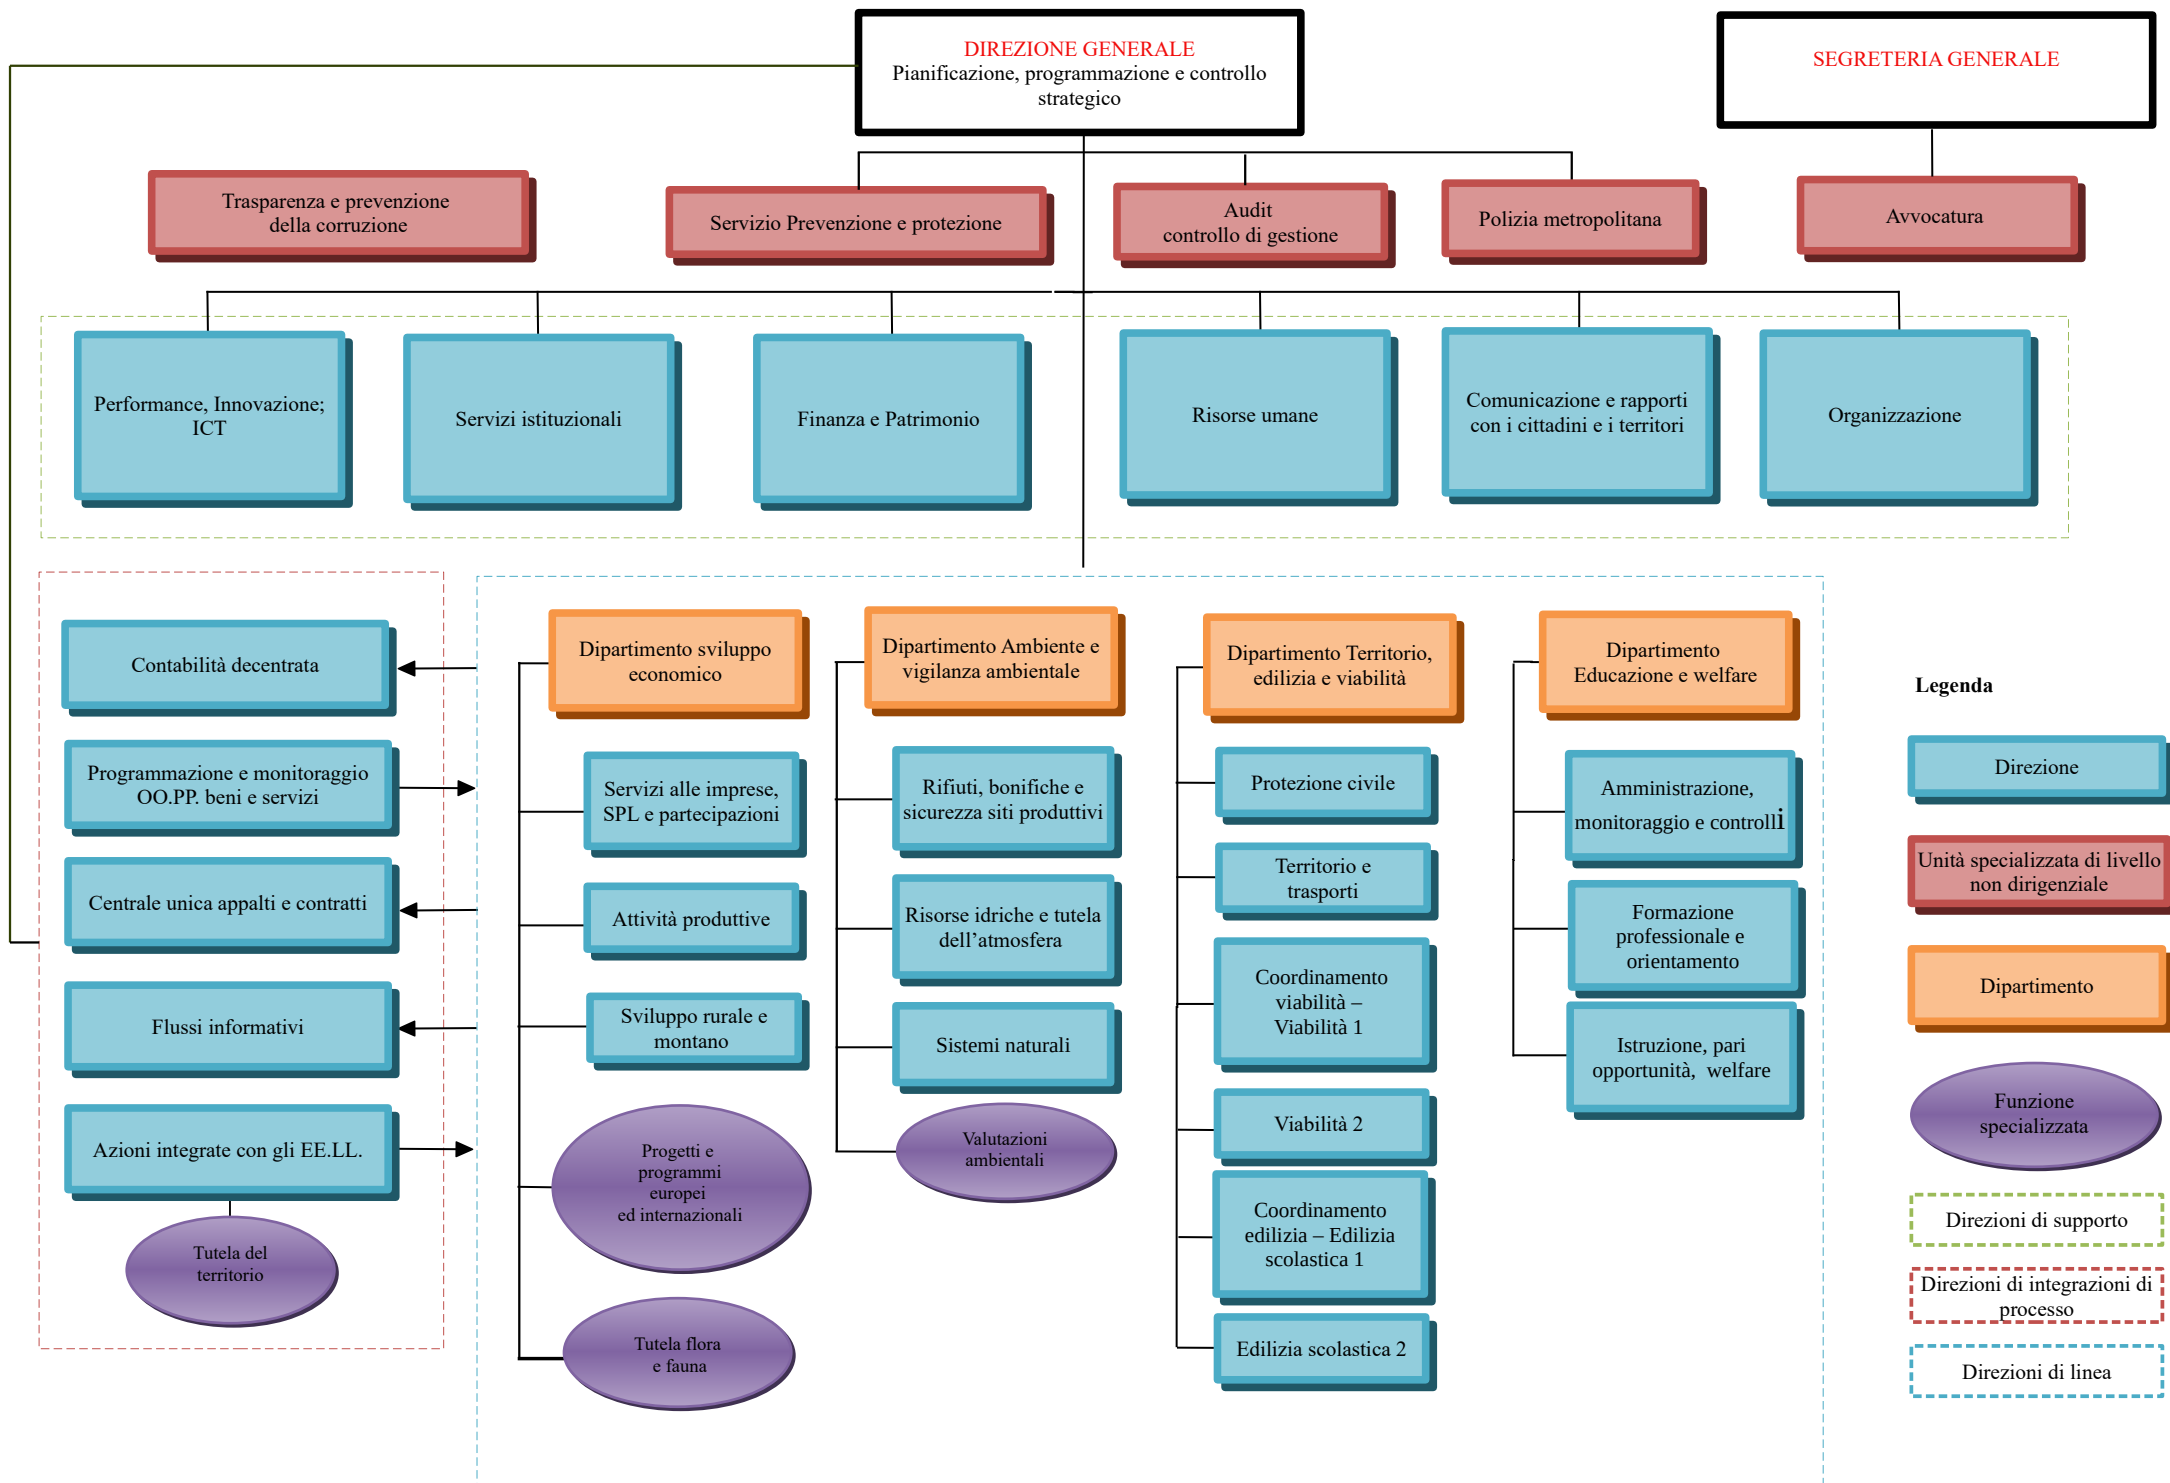 DIREZIONE GENERALE
Pianificazione, programmazione e controllo
strategico
SEGRETERIA GENERALE
Trasparenza e prevenzione
della corruzione
Servizio Prevenzione e protezione
Audit
controllo di gestione
Polizia metropolitana
Avvocatura
Performance, Innovazione;
ICT
Servizi istituzionali
Finanza e Patrimonio
Risorse umane
Comunicazione e rapporti
con i cittadini e i territori
Organizzazione
Contabilità decentrata
Programmazione e monitoraggio
OO.PP. beni e servizi
Centrale unica appalti e contratti
Flussi informativi
Azioni integrate con gli EE.LL.
Tutela del
territorio
Dipartimento sviluppo
economico
Servizi alle imprese,
SPL e partecipazioni
Attività produttive
Sviluppo rurale e
montano
Progetti e
programmi
europei
ed internazionali
Tutela flora
e fauna
Dipartimento Ambiente e
vigilanza ambientale
Rifiuti, bonifiche e
sicurezza siti produttivi
Risorse idriche e tutela
dell’atmosfera
Sistemi naturali
Valutazioni
ambientali
Dipartimento Territorio,
edilizia e viabilità
Protezione civile
Territorio e
trasporti
Coordinamento
viabilità –
Viabilità 1
Viabilità 2
Coordinamento
edilizia – Edilizia
scolastica 1
Edilizia scolastica 2
Dipartimento
Educazione e welfare
Amministrazione,
monitoraggio e controlli
Formazione
professionale e
orientamento
Istruzione, pari
opportunità, welfare
Legenda
Direzione
Unità specializzata di livello
non dirigenziale
Dipartimento
Funzione
specializzata
Direzioni di supporto
Direzioni di integrazioni di
processo
Direzioni di linea